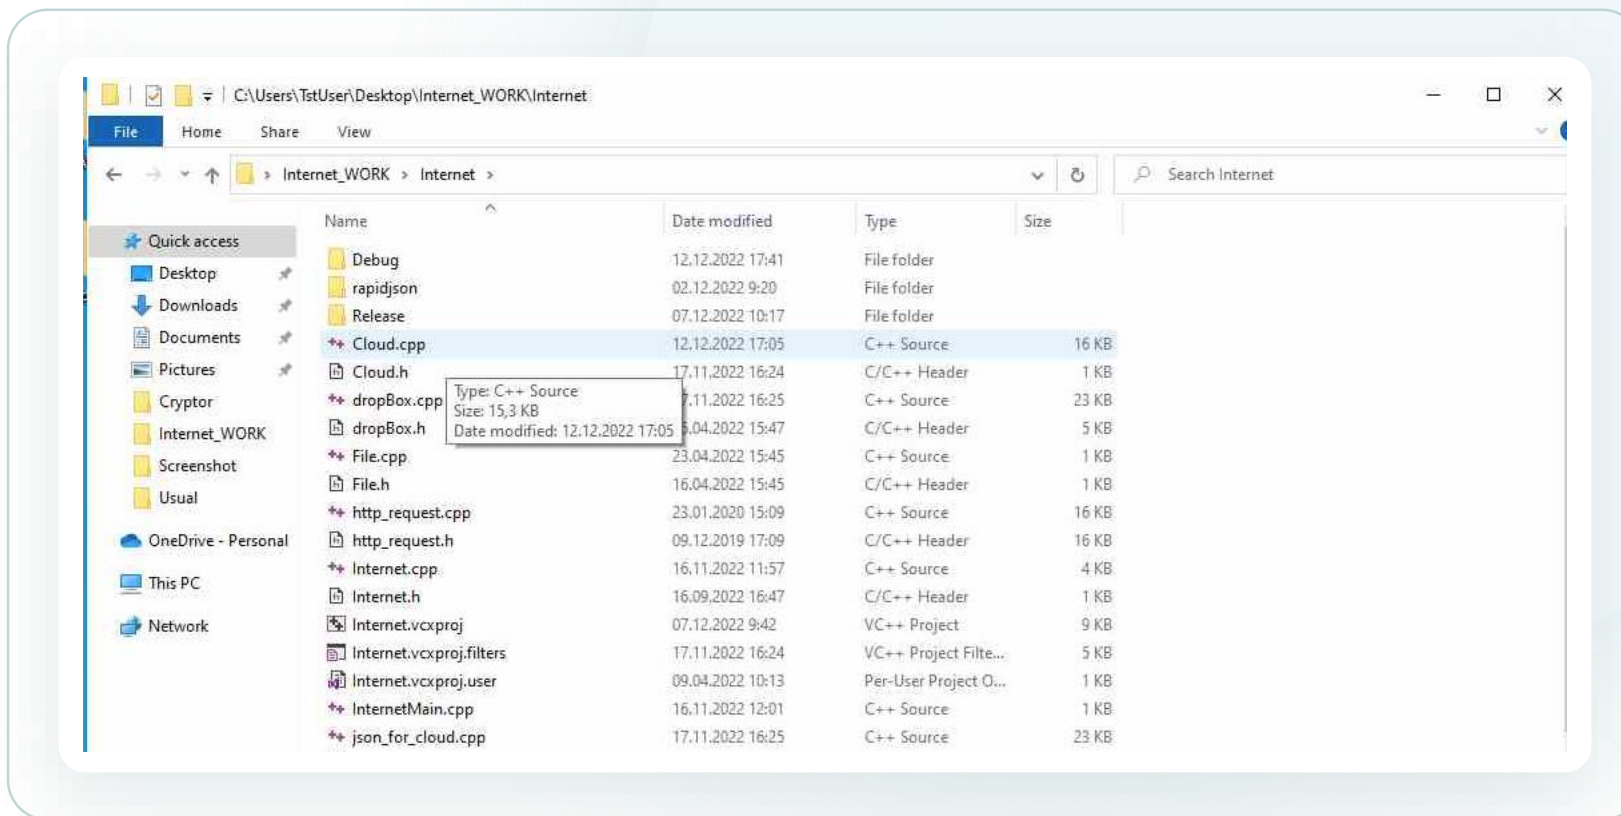 C:\Users\TstUser\Desktop\Internet_WORK\Internet
File Home Share View
Internet_WORK > Internet > Search Internet
Name Date modified Type Size
Quick access
Desktop
Downloads
Documents
Pictures
Cryptor
Internet_WORK
Screenshot
Usual
OneDrive - Personal
This PC
Network
Debug 12.12.2022 17:41 File folder
rapidjson 02.12.2022 9:20 File folder
Release 07.12.2022 10:17 File folder
Cloud.cpp 12.12.2022 17:05 C++ Source 16 KB
Cloud.h 17.11.2022 16:24 C/C++ Header 1 KB
dropBox.cpp 7.11.2022 16:25 C++ Source 23 KB
dropBox.h .04.2022 15:47 C/C++ Header 5 KB
Type: C++ Source
Size: 15,3 KB
Date modified: 12.12.2022 17:05
File.cpp 23.04.2022 15:45 C++ Source 1 KB
File.h 16.04.2022 15:45 C/C++ Header 1 KB
http_request.cpp 23.01.2020 15:09 C++ Source 16 KB
http_request.h 09.12.2019 17:09 C/C++ Header 16 KB
Internet.cpp 16.11.2022 11:57 C++ Source 4 KB
Internet.h 16.09.2022 16:47 C/C++ Header 1 KB
Internet.vcxproj 07.12.2022 9:42 VC++ Project 9 KB
Internet.vcxproj.filters 17.11.2022 16:24 VC++ Project Filte... 5 KB
Internet.vcxproj.user 09.04.2022 10:13 Per-User Project O... 1 KB
InternetMain.cpp 16.11.2022 12:01 C++ Source 1 KB
json_for_cloud.cpp 17.11.2022 16:25 C++ Source 23 KB